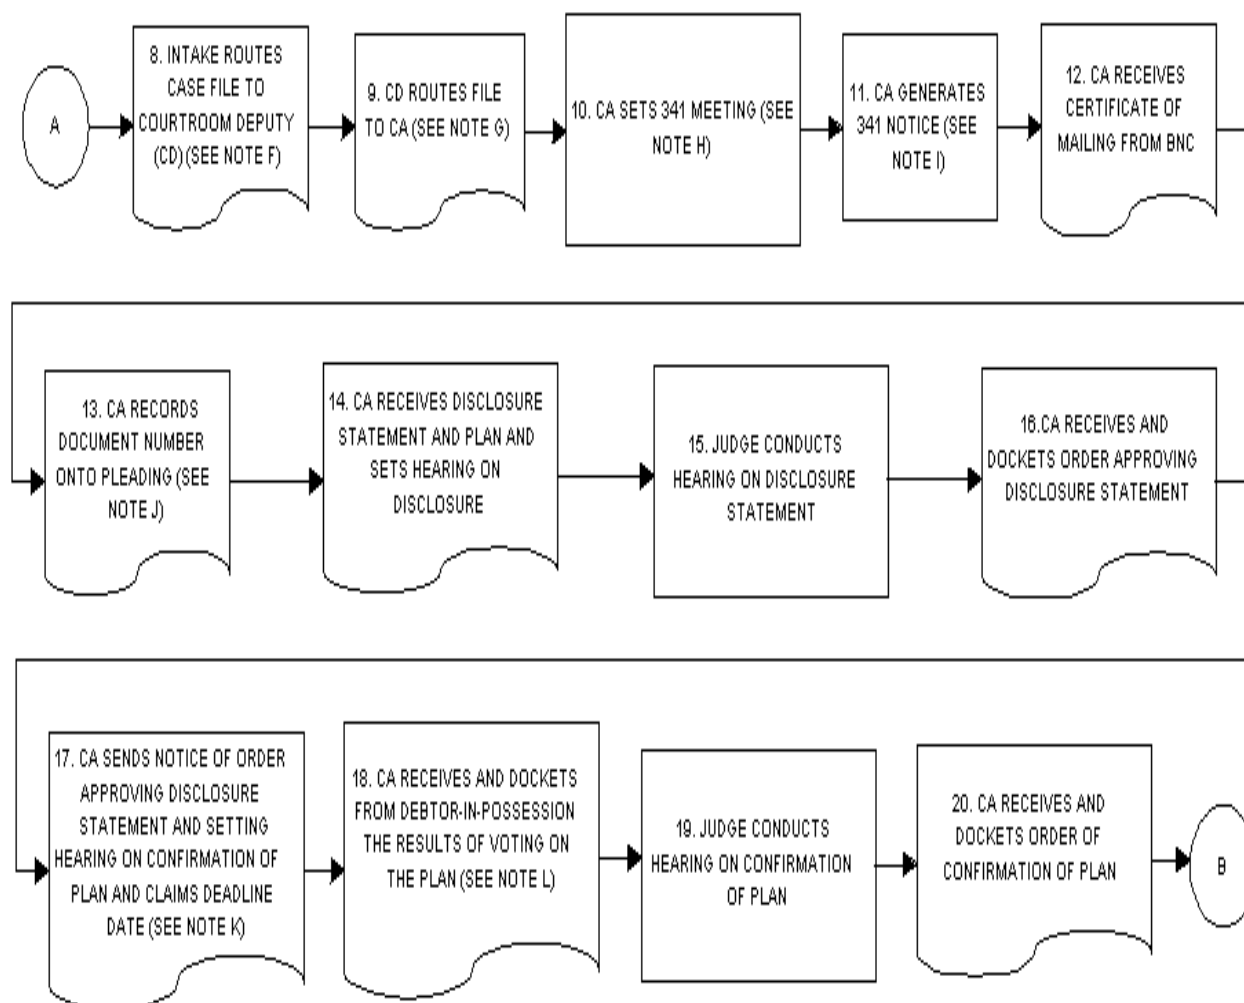 A
8. INTAKE ROUTES
CASE FILE TO
COURTROOM DEPUTY
(CD) (SEE NOTE F)
9. CD ROUTES FILE
TO CA (SEE NOTE G)
10. CA SETS 341 MEETING (SEE
NOTE H)
11. CA GENERATES
341 NOTICE (SEE
NOTE I)
12. CA RECEIVES
CERTIFICATE OF
MAILING FROM BNC
13. CA RECORDS
DOCUMENT NUMBER
ONTO PLEADING (SEE
NOTE J)
14. CA RECEIVES DISCLOSURE
STATEMENT AND PLAN AND
SETS HEARING ON
DISCLOSURE
15. JUDGE CONDUCTS
HEARING ON DISCLOSURE
STATEMENT
16.CA RECEIVES AND
DOCKETS ORDER APPROVING
DISCLOSURE STATEMENT
17. CA SENDS NOTICE OF ORDER
APPROVING DISCLOSURE
STATEMENT AND SETTING
HEARING ON CONFIRMATION OF
PLAN AND CLAIMS DEADLINE
DATE (SEE NOTE K)
18. CA RECEIVES AND DOCKETS
FROM DEBTOR-IN-POSSESSION
THE RESULTS OF VOTING ON
THE PLAN (SEE NOTE L)
19. JUDGE CONDUCTS
HEARING ON CONFIRMATION
OF PLAN
20. CA RECEIVES AND
DOCKETS ORDER OF
CONFIRMATION OF PLAN
B